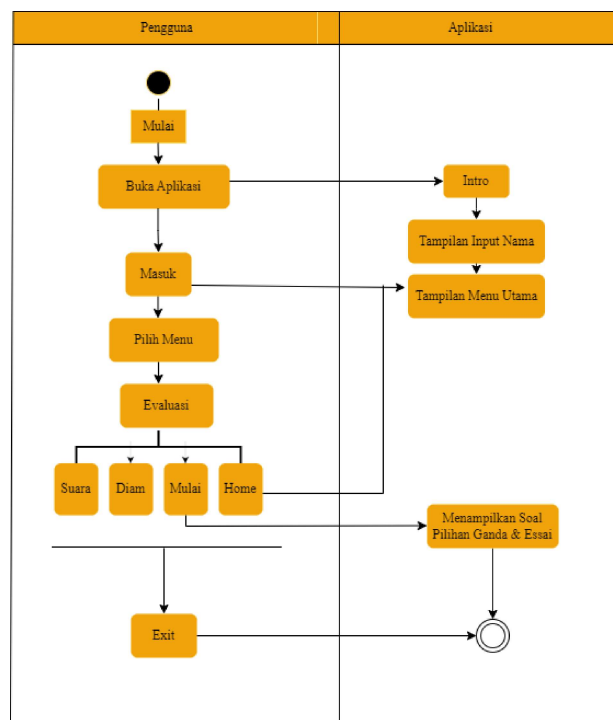 Pengguna
Aplikasi
Mulai
Buka Aplikasi
Intro
Tampilan Input Nama
Masuk
Tampilan Menu Utama
Pilih Menu
Evaluasi
Suara
Diam
Mulai
Home
Menampilkan Soal
Pilihan Ganda & Essai
Exit